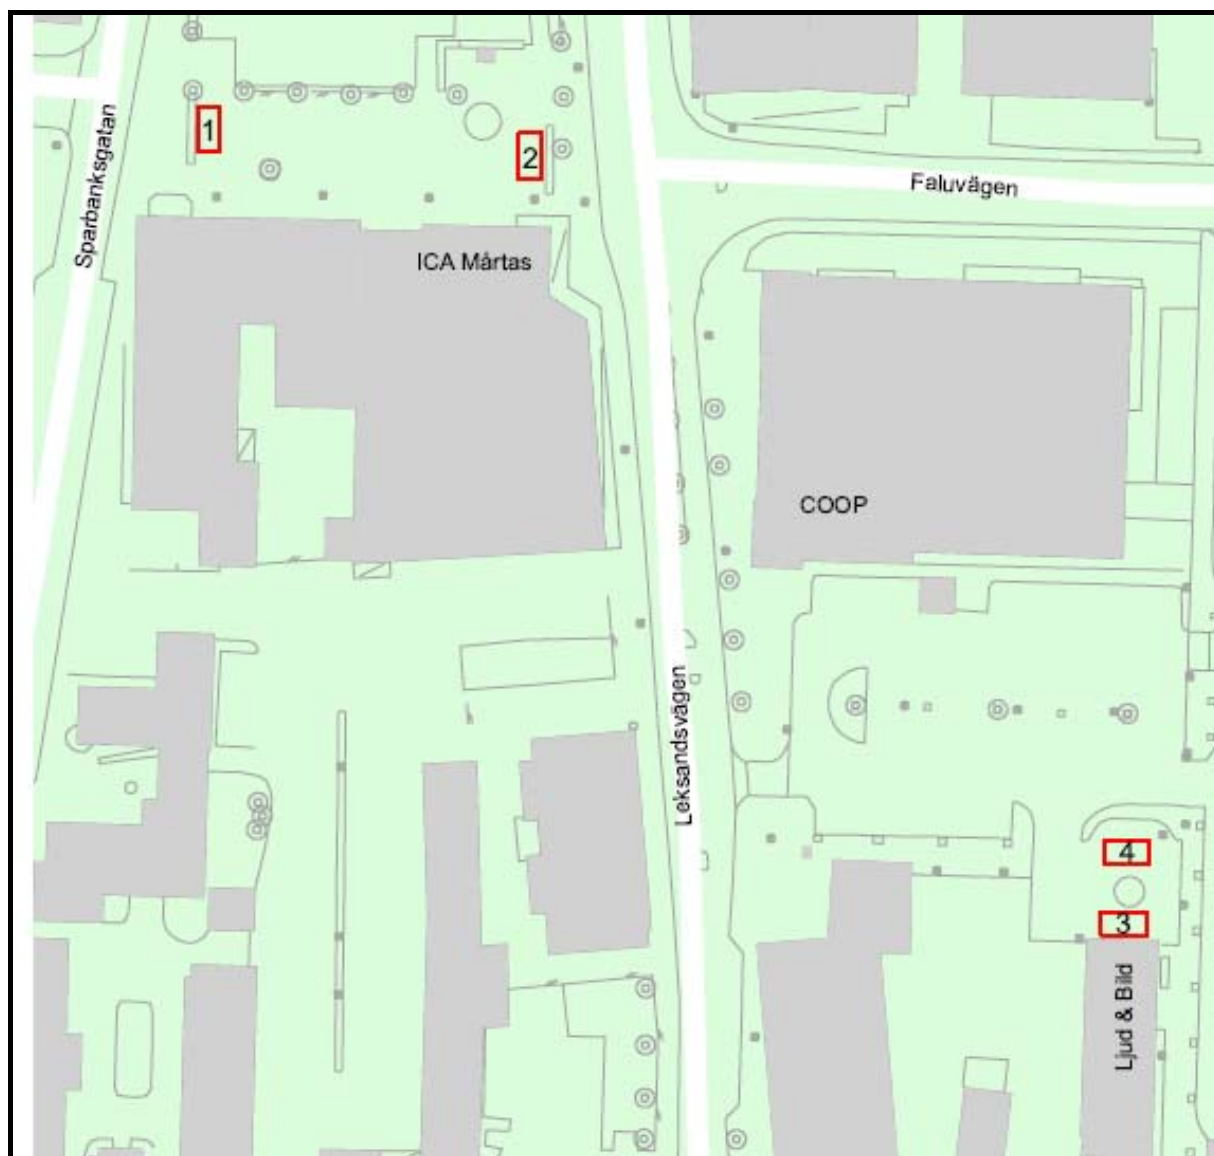 1
2
Sparbanksgatan
Faluvägen
ICA Mårtas
COOP
Leksandsvägen
4
3
Ljud & Bild